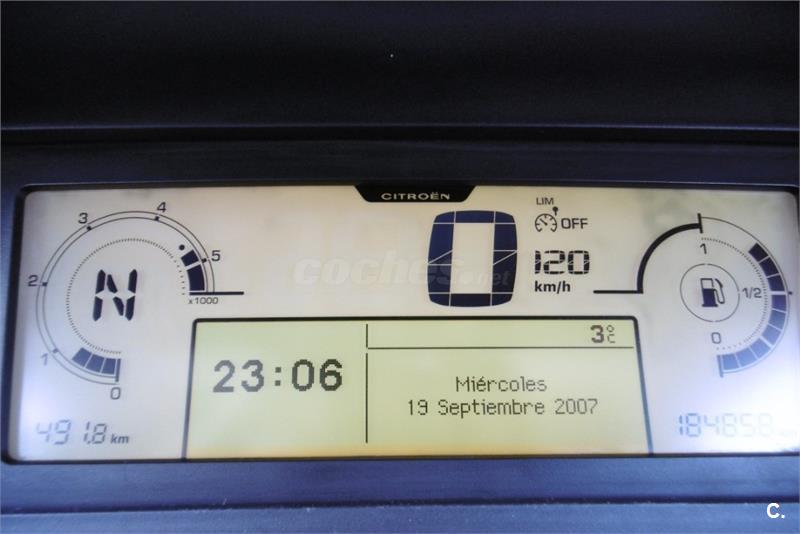 CITROËN
4
3
5
2
1
0
x1000
N
0
LIM
OFF
120
km/h
1
1/2
0
coches.net
23:06
3°C
Miércoles
19 Septiembre 2007
491.8 km
184858
C.